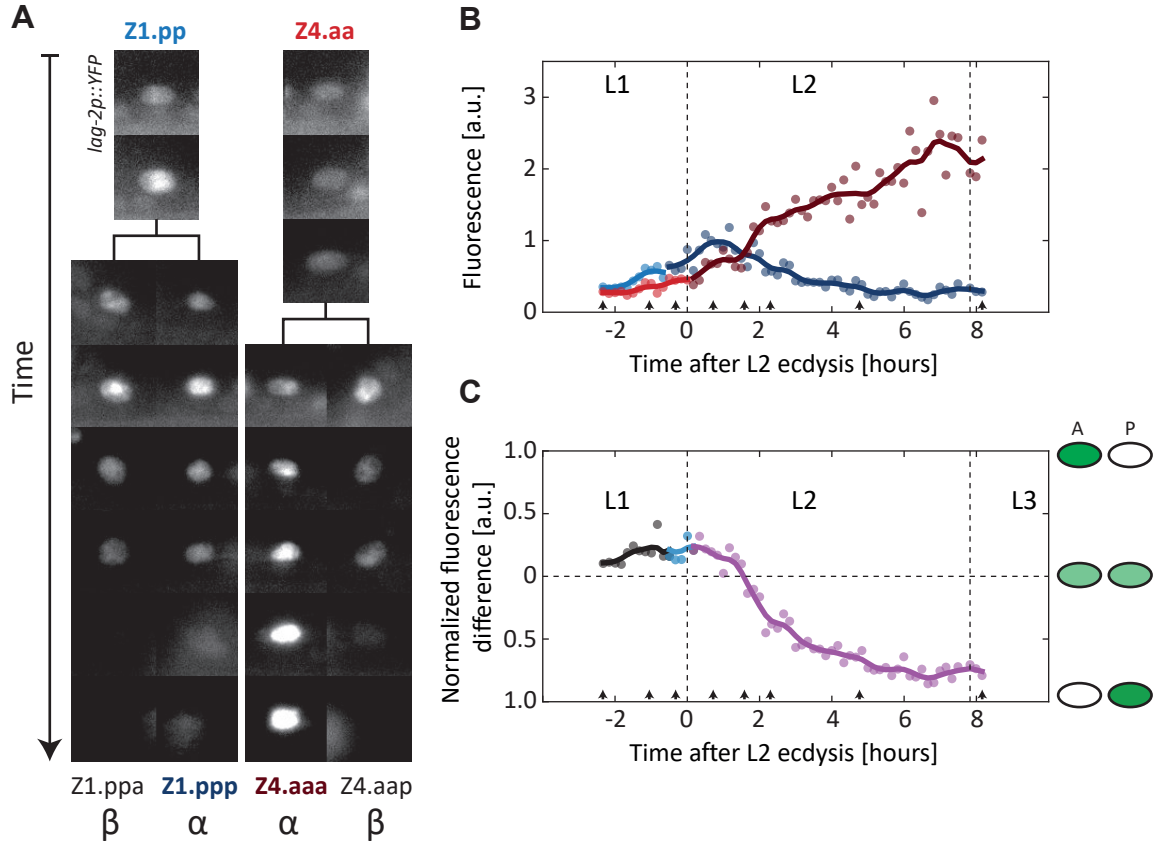 A
Z1.pp
Z4.aa
lag-2p::YFP
Time
Z1.ppa
Z1.ppp
Z4.aaa
Z4.aap
β
α
α
β
B
L1
L2
3
2
1
0
Fluorescence [a.u.]
-2
0
2
4
6
8
Time after L2 ecdysis [hours]
C
L1
L2
L3
1.0
0.5
0
0.5
1.0
Normalized fluorescence
difference [a.u.]
-2
0
2
4
6
8
Time after L2 ecdysis [hours]
A
P